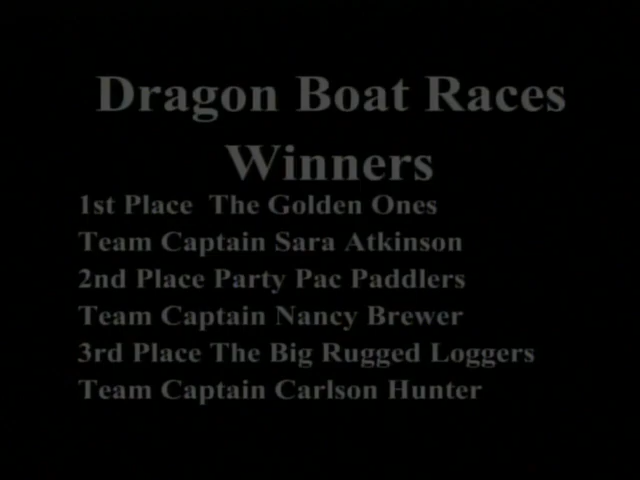 Dragon Boat Races
Winners
1st Place  The Golden Ones
Team Captain Sara Atkinson
2nd Place Party Pac Paddlers
Team Captain Nancy Brewer
3rd Place The Big Rugged Loggers
Team Captain Carlson Hunter